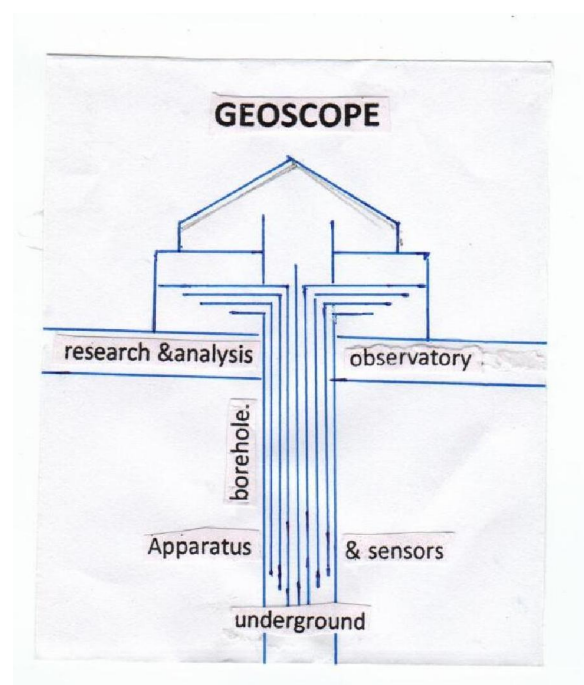 GEOSCOPE
research &analysis
observatory
borehole.
Apparatus
& sensors
underground